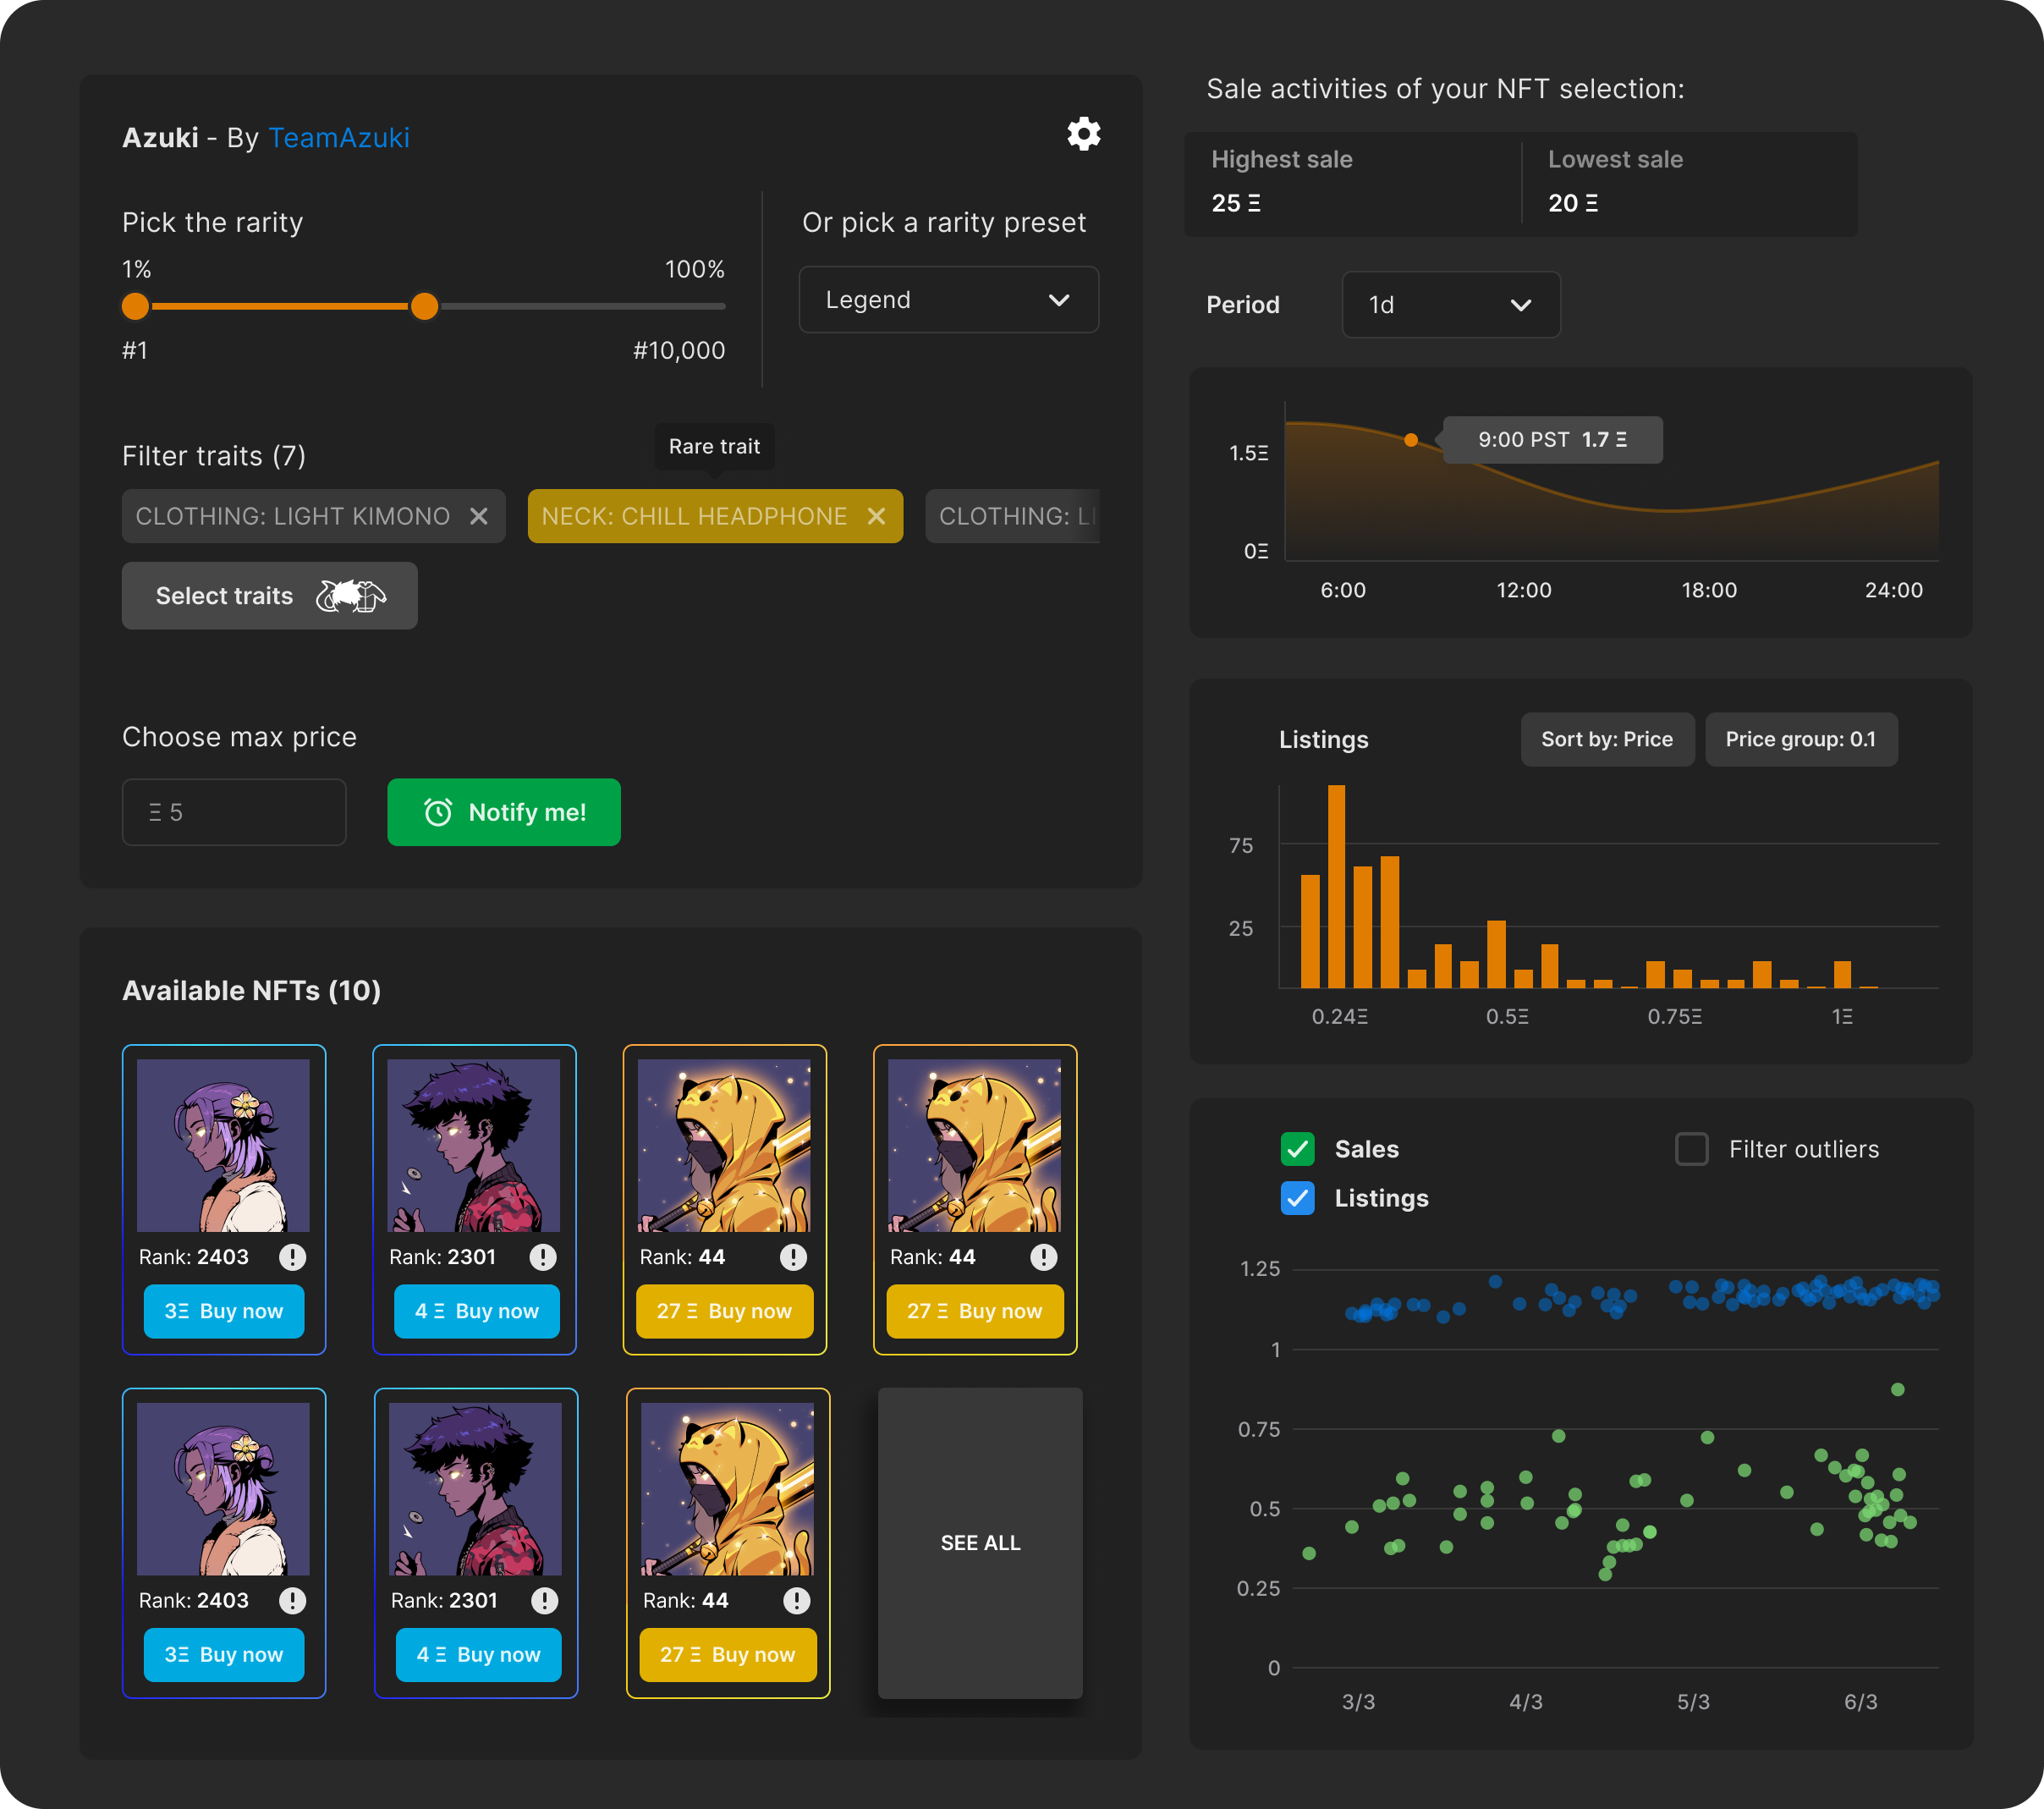 Azuki - By TeamAzuki
Pick the rarity
1% 100%
#1 #10,000
Or pick a rarity preset
Legend
Filter traits (7)
Rare trait
CLOTHING: LIGHT KIMONO
NECK: CHILL HEADPHONE
CLOTHING: LI
Select traits
Choose max price
Ξ 5
Notify me!
Available NFTs (10)
Rank: 2403
3Ξ Buy now
Rank: 2301
4 Ξ Buy now
Rank: 44
27 Ξ Buy now
Rank: 44
27 Ξ Buy now
Rank: 2403
3Ξ Buy now
Rank: 2301
4 Ξ Buy now
Rank: 44
27 Ξ Buy now
SEE ALL
Sale activities of your NFT selection:
Highest sale
25 Ξ
Lowest sale
20 Ξ
Period
1d
1.5Ξ
0Ξ
9:00 PST 1.7 Ξ
6:00 12:00 18:00 24:00
Listings
Sort by: Price
Price group: 0.1
75
25
0.24Ξ 0.5Ξ 0.75Ξ 1Ξ
Sales
Filter outliers
Listings
1.25
1
0.75
0.5
0.25
0
3/3 4/3 5/3 6/3